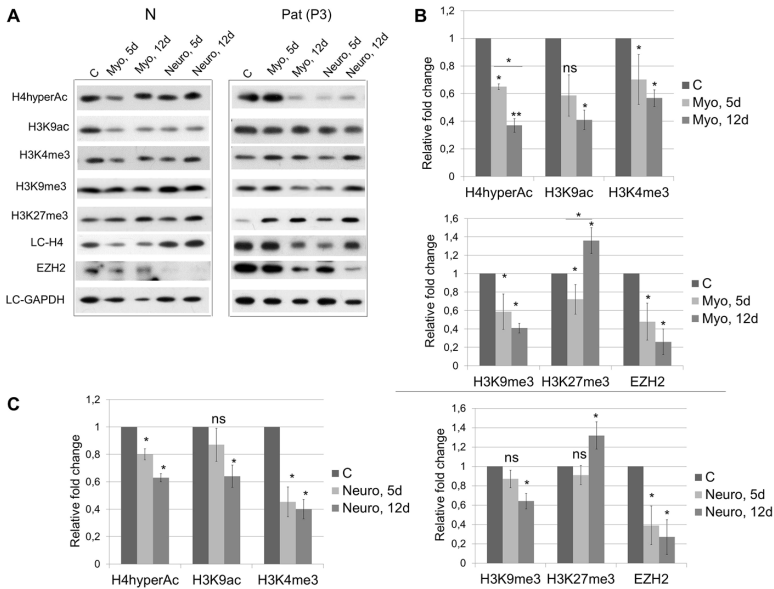 A
N
Pat (P3)
C
Myo, 5d
Myo, 12d
Neuro, 5d
Neuro, 12d
C
Myo, 5d
Myo, 12d
Neuro, 5d
Neuro, 12d
H4hyperAc
H3K9ac
H3K4me3
H3K9me3
H3K27me3
LC-H4
EZH2
LC-GAPDH
B
Relative fold change
1,2
1
0,8
0,6
0,4
0,2
0
*
*
**
ns
*
*
*
H4hyperAc H3K9ac H3K4me3
C
Myo, 5d
Myo, 12d
Relative fold change
1,6
1,4
1,2
1
0,8
0,6
0,4
0,2
0
*
*
*
*
*
*
*
H3K9me3 H3K27me3 EZH2
C
Myo, 5d
Myo, 12d
C
Relative fold change
1,2
1
0,8
0,6
0,4
0,2
0
*
*
ns
*
*
*
H4hyperAc H3K9ac H3K4me3
C
Neuro, 5d
Neuro, 12d
Relative fold change
1,6
1,4
1,2
1
0,8
0,6
0,4
0,2
0
ns
*
ns
*
*
*
H3K9me3 H3K27me3 EZH2
C
Neuro, 5d
Neuro, 12d